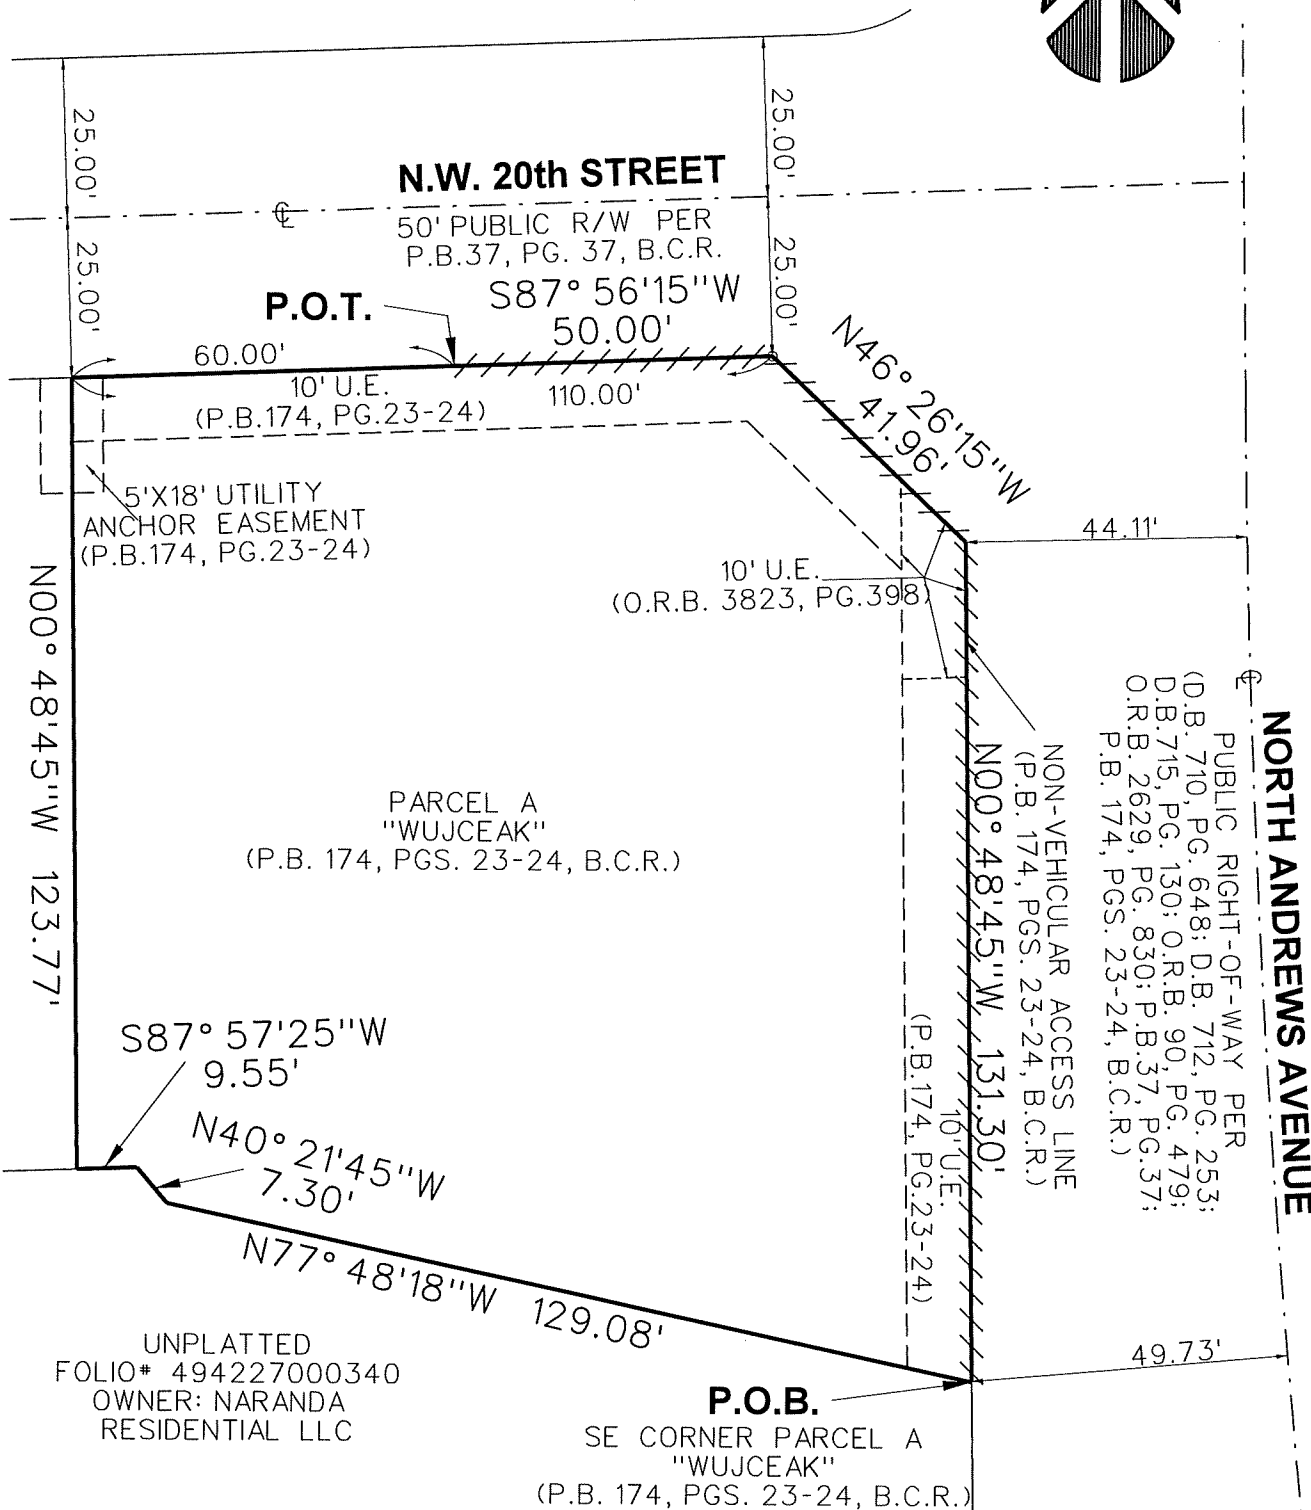 25.00'
25.00'
N.W. 20th STREET
℄
50' PUBLIC R/W PER
P.B.37, PG. 37, B.C.R.
25.00'
25.00'
P.O.T.
S87° 56'15"W
50.00'
60.00'
110.00'
10' U.E.
(P.B.174, PG.23-24)
N46° 26'15"W
41.96'
5'X18' UTILITY
ANCHOR EASEMENT
(P.B.174, PG.23-24)
44.11'
10' U.E.
(O.R.B. 3823, PG.398)
N00° 48'45"W 123.77'
PARCEL A
"WUJCEAK"
(P.B. 174, PGS. 23-24, B.C.R.)
N00° 48'45"W 131.30'
NON-VEHICULAR ACCESS LINE
(P.B. 174, PGS. 23-24, B.C.R.)
10' U.E.
(P.B.174, PG.23-24)
℄
NORTH ANDREWS AVENUE
PUBLIC RIGHT-OF-WAY PER
(D.B. 710, PG. 648; D.B. 712, PG. 253;
D.B.715, PG. 130; O.R.B. 90, PG. 479;
O.R.B. 2629, PG. 830; P.B.37, PG.37;
P.B. 174, PGS. 23-24, B.C.R.)
S87° 57'25"W
9.55'
N40° 21'45"W
7.30'
N77° 48'18"W 129.08'
UNPLATTED
FOLIO# 494227000340
OWNER: NARANDA
RESIDENTIAL LLC
49.73'
P.O.B.
SE CORNER PARCEL A
"WUJCEAK"
(P.B. 174, PGS. 23-24, B.C.R.)